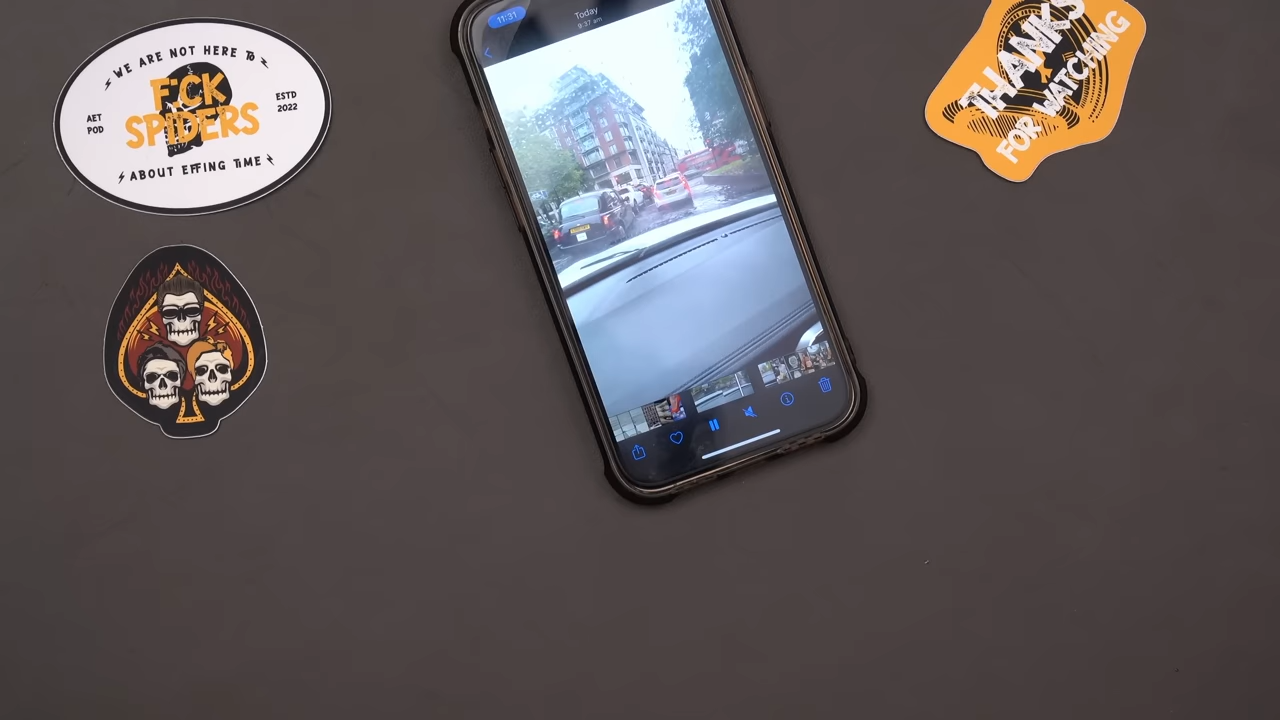 WE ARE NOT HERE TO
F:CK
SPIDERS
AET
POD
ESTD
2022
ABOUT EFFING TIME
11:31
Today
9:37 am
THANKS
FOR WATCHING